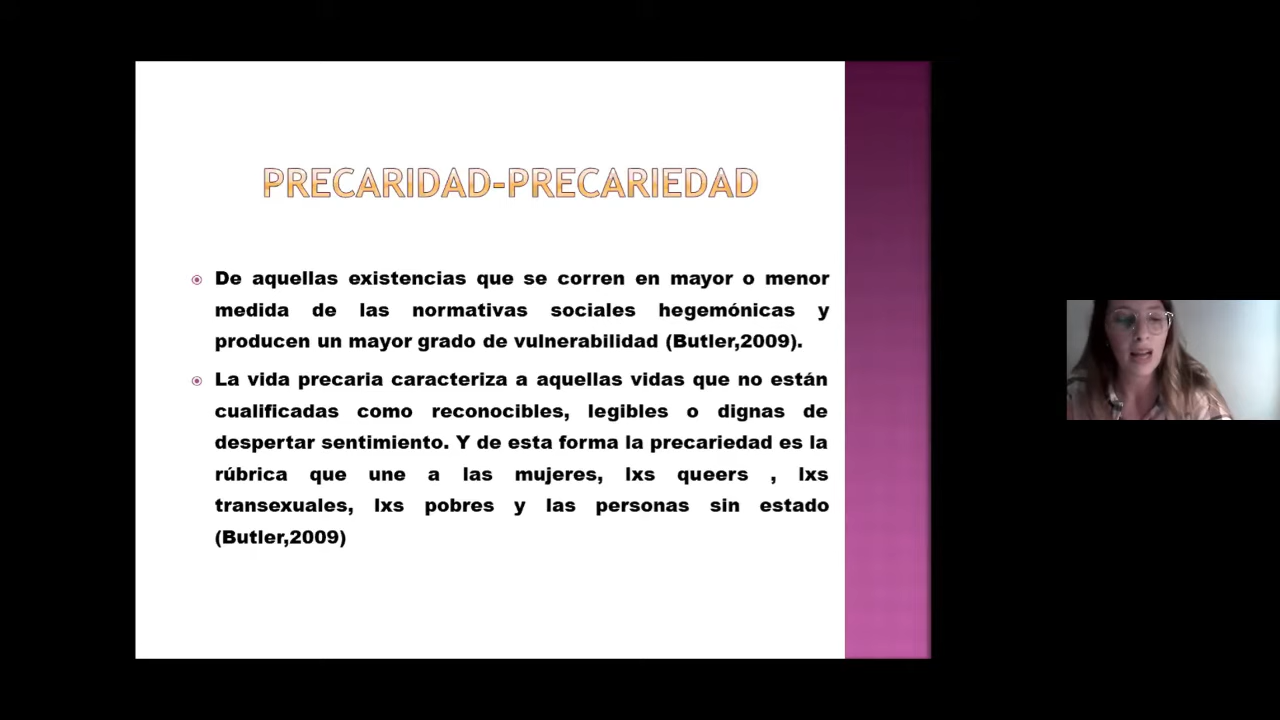 PRECARIDAD-PRECARIEDAD
De aquellas existencias que se corren en mayor o menor
medida de las normativas sociales hegemónicas y
producen un mayor grado de vulnerabilidad (Butler,2009).
La vida precaria caracteriza a aquellas vidas que no están
cualificadas como reconocibles, legibles o dignas de
despertar sentimiento. Y de esta forma la precariedad es la
rúbrica que une a las mujeres, lxs queers , lxs
transexuales, lxs pobres y las personas sin estado
(Butler,2009)